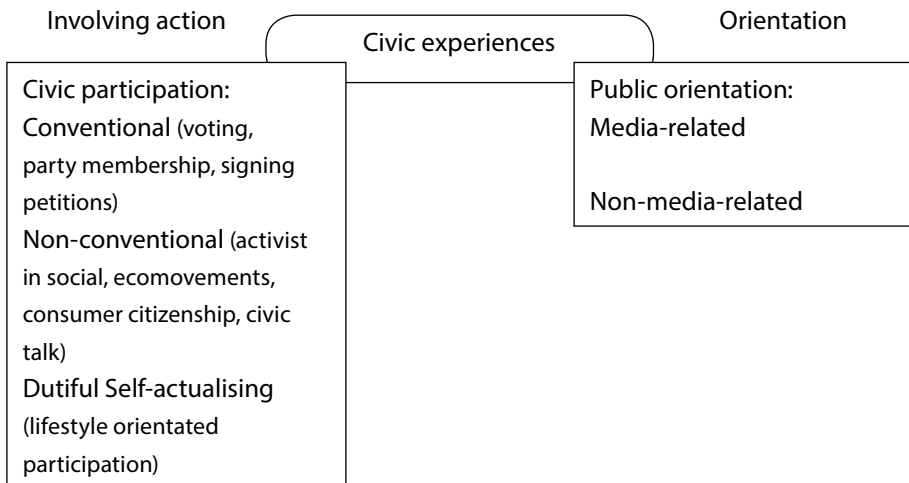 Involving action
Civic experiences
Orientation
Civic participation:
Conventional (voting,
party membership, signing
petitions)
Non-conventional (activist
in social, ecomovements,
consumer citizenship, civic
talk)
Dutiful Self-actualising
(lifestyle orientated
participation)
Public orientation:
Media-related
Non-media-related